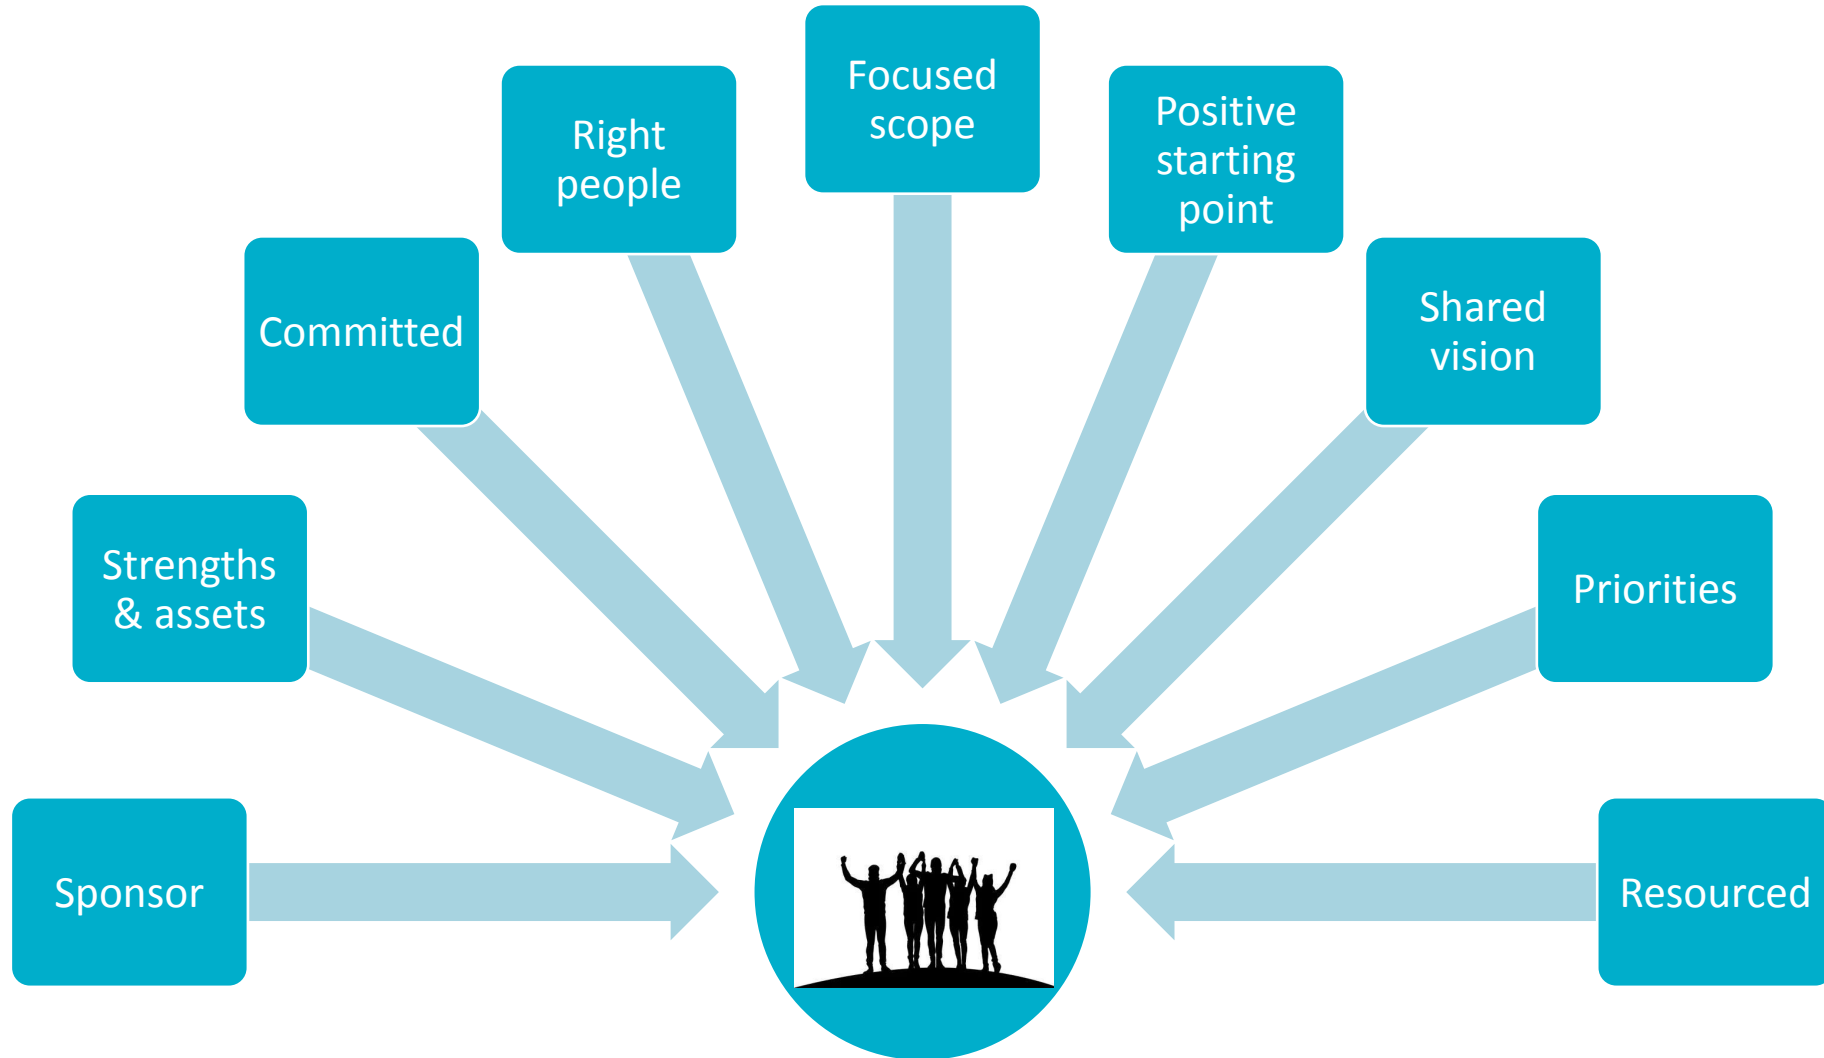 Sponsor
Strengths
& assets
Committed
Right
people
Focused
scope
Positive
starting
point
Shared
vision
Priorities
Resourced